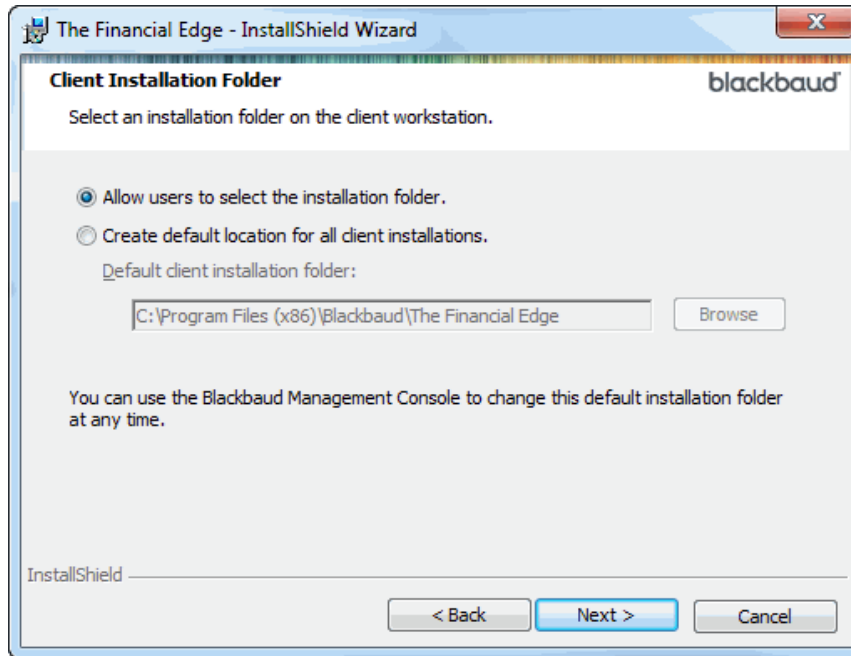 The Financial Edge - InstallShield Wizard
Client Installation Folder
blackbaud
Select an installation folder on the client workstation.
Allow users to select the installation folder.
Create default location for all client installations.
Default client installation folder:
C:\Program Files (x86)\Blackbaud\The Financial Edge
Browse
You can use the Blackbaud Management Console to change this default installation folder
at any time.
InstallShield
< Back
Next >
Cancel